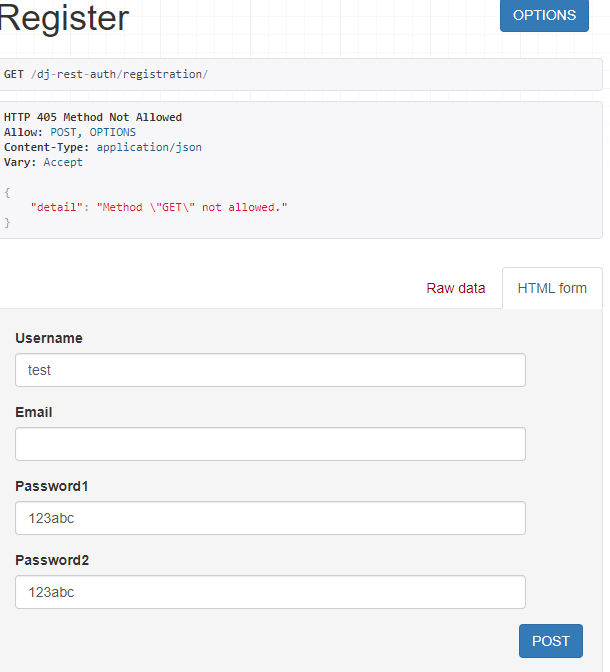 Register
OPTIONS
GET /dj-rest-auth/registration/
HTTP 405 Method Not Allowed
Allow: POST, OPTIONS
Content-Type: application/json
Vary: Accept
{
"detail": "Method \"GET\" not allowed."
}
Raw data
HTML form
Username
test
Email
Password1
123abc
Password2
123abc
POST